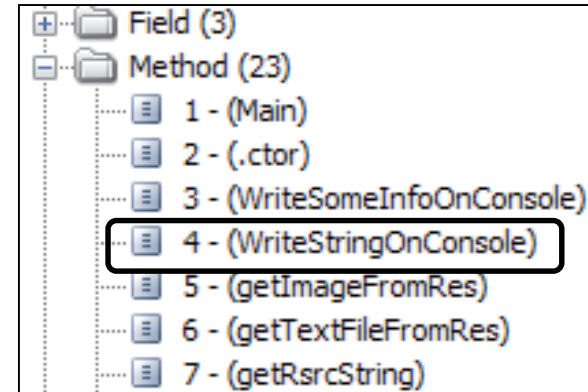 Field (3)
Method (23)
1 - (Main)
2 - (.ctor)
3 - (WriteSomeInfoOnConsole)
4 - (WriteStringOnConsole)
5 - (getImageFromRes)
6 - (getTextFileFromRes)
7 - (getRsrcString)